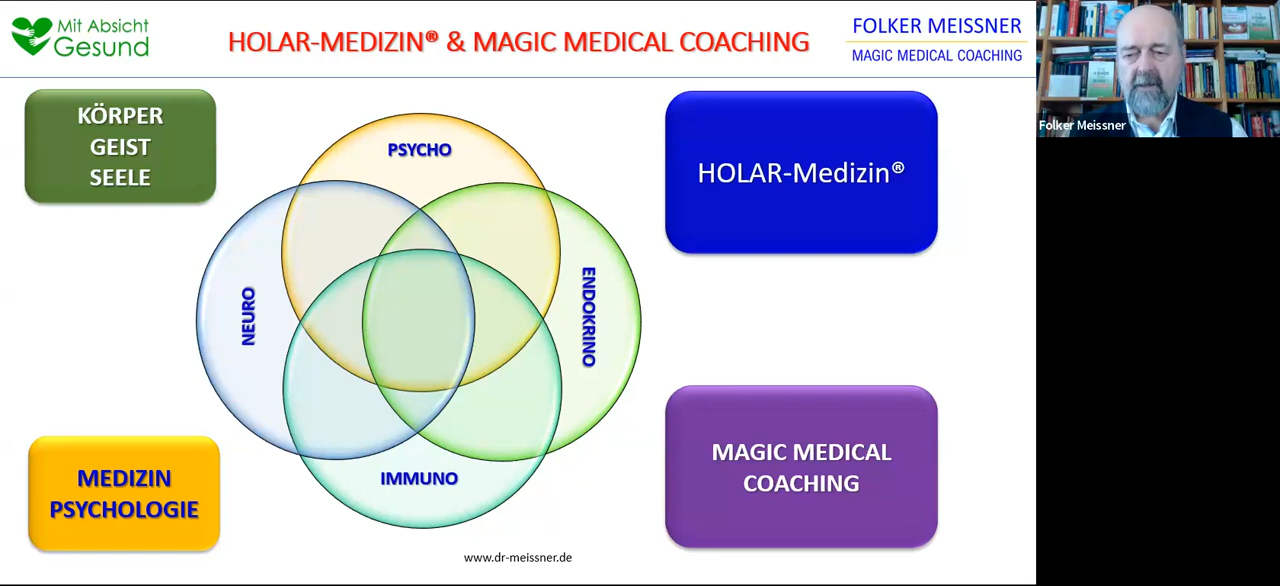 Mit Absicht
Gesund
HOLAR-MEDIZIN® & MAGIC MEDICAL COACHING
FOLKER MEISSNER
MAGIC MEDICAL COACHING
Folker Meissner
KÖRPER
GEIST
SEELE
PSYCHO
NEURO
ENDOKRINO
IMMUNO
HOLAR-Medizin®
MEDIZIN
PSYCHOLOGIE
MAGIC MEDICAL
COACHING
www.dr-meissner.de